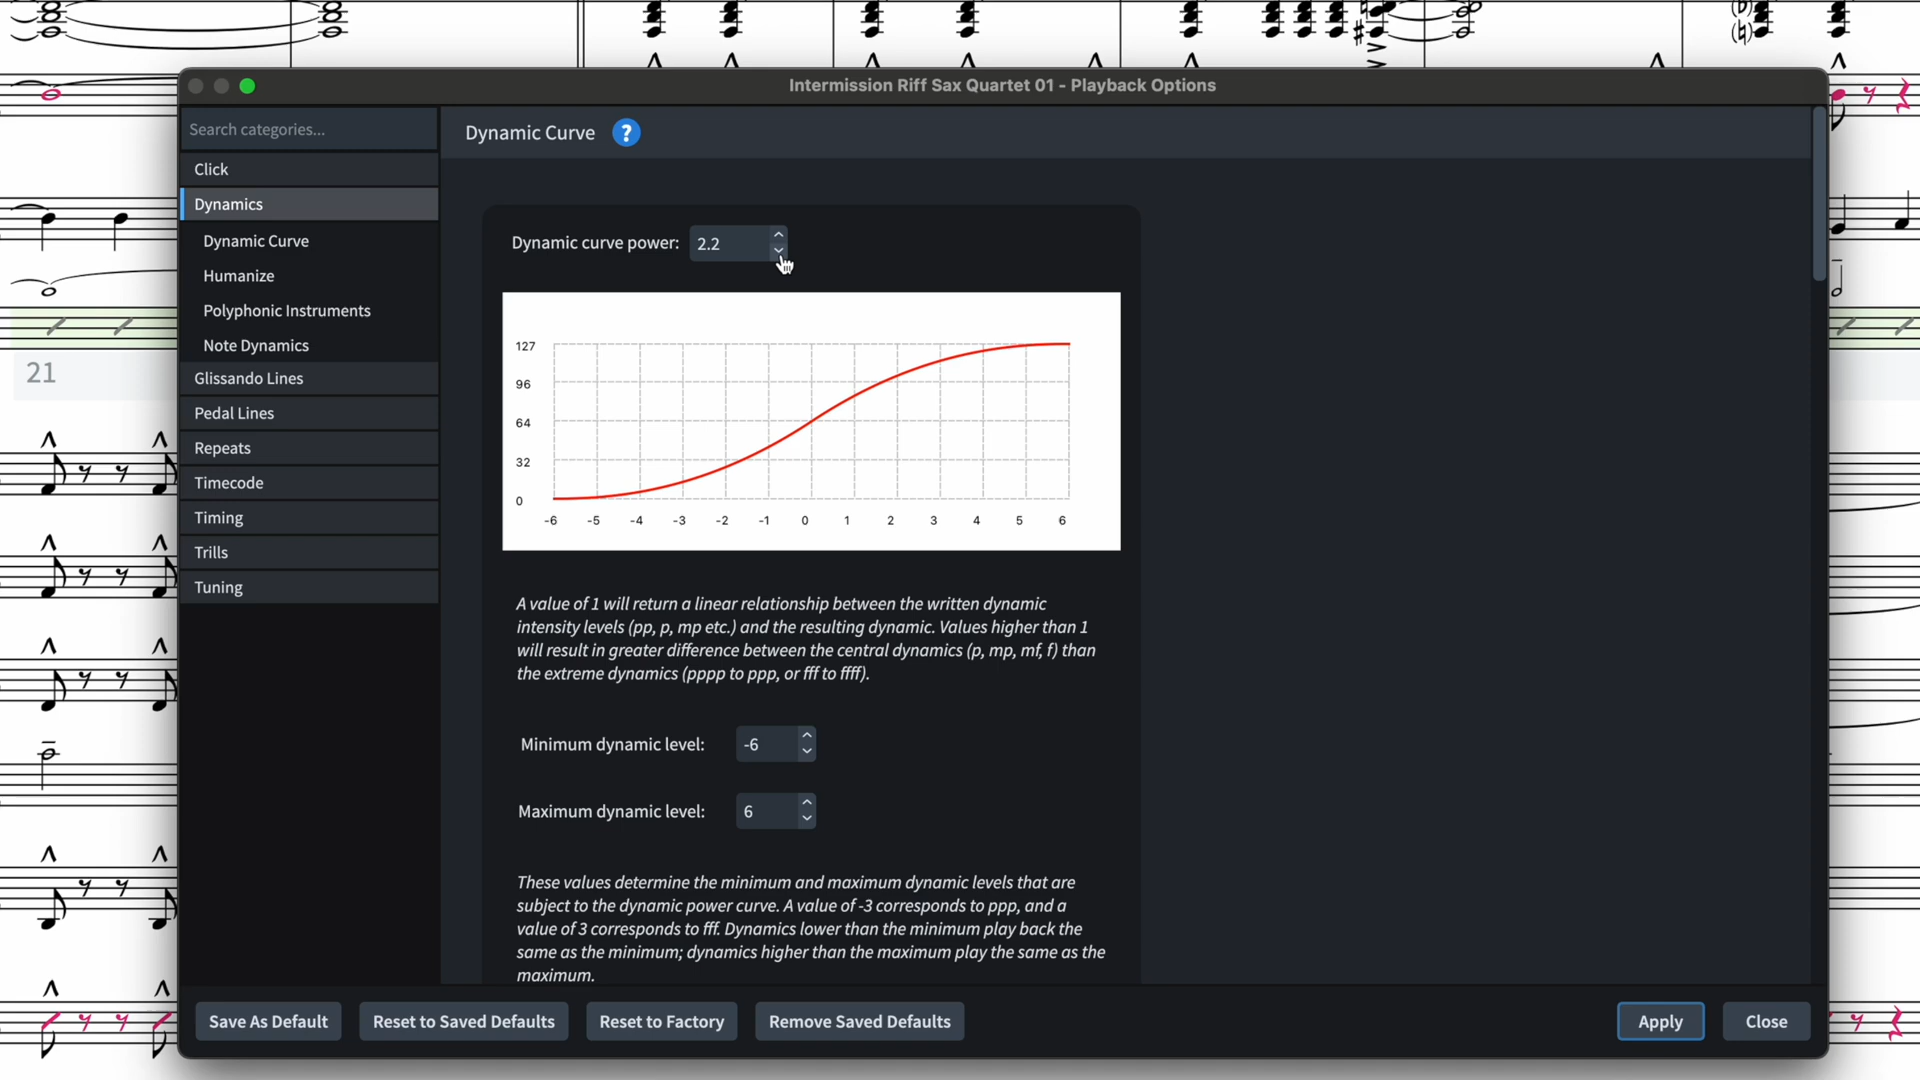 Intermission Riff Sax Quartet 01 - Playback Options
Search categories...
Click
Dynamics
Dynamic Curve
Humanize
Polyphonic Instruments
Note Dynamics
Glissando Lines
Pedal Lines
Repeats
Timecode
Timing
Trills
Tuning
Dynamic Curve ?
Dynamic curve power: 2.2
127
96
64
32
0
-6 -5 -4 -3 -2 -1 0 1 2 3 4 5 6
A value of 1 will return a linear relationship between the written dynamic
intensity levels (pp, p, mp etc.) and the resulting dynamic. Values higher than 1
will result in greater difference between the central dynamics (p, mp, mf, f) than
the extreme dynamics (pppp to ppp, or fff to ffff).
Minimum dynamic level: -6
Maximum dynamic level: 6
These values determine the minimum and maximum dynamic levels that are
subject to the dynamic power curve. A value of -3 corresponds to ppp, and a
value of 3 corresponds to fff. Dynamics lower than the minimum play back the
same as the minimum; dynamics higher than the maximum play the same as the
maximum.
Save As Default
Reset to Saved Defaults
Reset to Factory
Remove Saved Defaults
Apply
Close
21